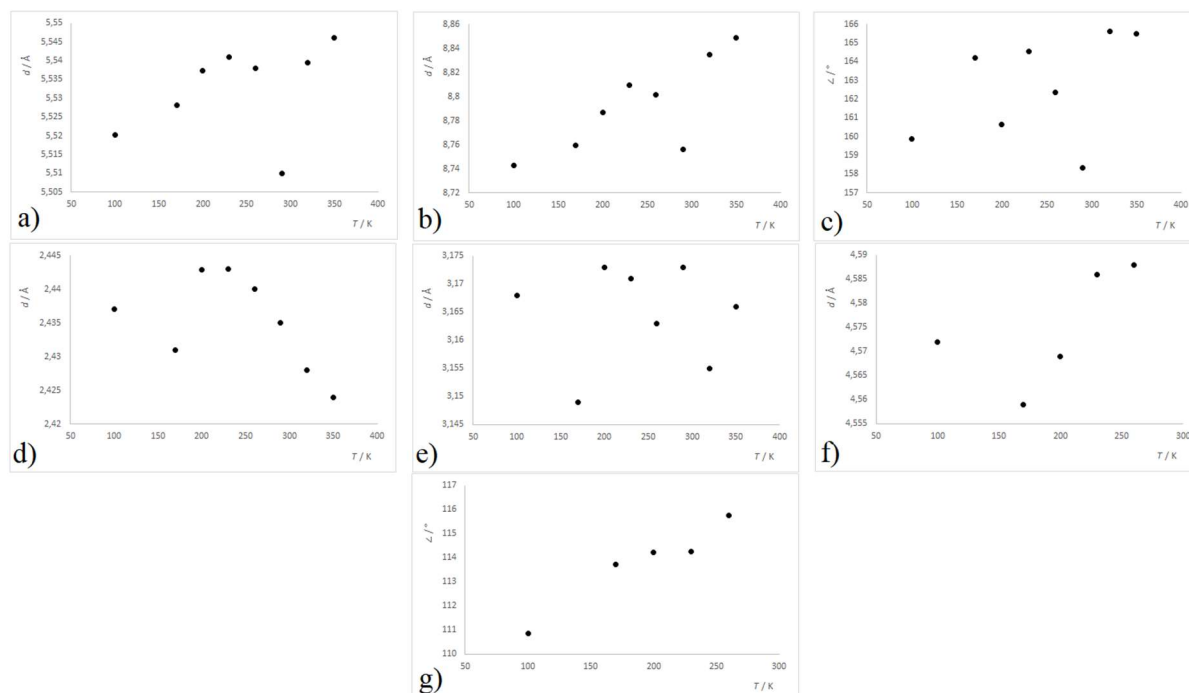 5,55
5,545
5,54
5,535
5,53
5,525
5,52
5,515
5,51
5,505
d / Å
50 100 150 200 250 300 350 400
T / K
a)
8,86
8,84
8,82
8,8
8,78
8,76
8,74
8,72
d / Å
50 100 150 200 250 300 350 400
T / K
b)
166
165
164
163
162
161
160
159
158
157
∠ / °
50 100 150 200 250 300 350 400
T / K
c)
2,445
2,44
2,435
2,43
2,425
2,42
d / Å
50 100 150 200 250 300 350 400
T / K
d)
3,175
3,17
3,165
3,16
3,155
3,15
3,145
d / Å
50 100 150 200 250 300 350 400
T / K
e)
4,59
4,585
4,58
4,575
4,57
4,565
4,56
4,555
d / Å
50 100 150 200 250 300
T / K
f)
117
116
115
114
113
112
111
110
∠ / °
50 100 150 200 250 300
T / K
g)